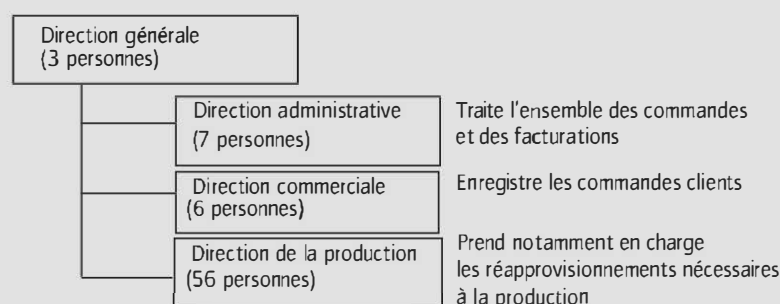 Direction générale
(3 personnes)
Direction administrative
(7 personnes)
Traite l'ensemble des commandes
et des facturations
Direction commerciale
(6 personnes)
Enregistre les commandes clients
Direction de la production
(56 personnes)
Prend notamment en charge
les réapprovisionnements nécessaires
à la production